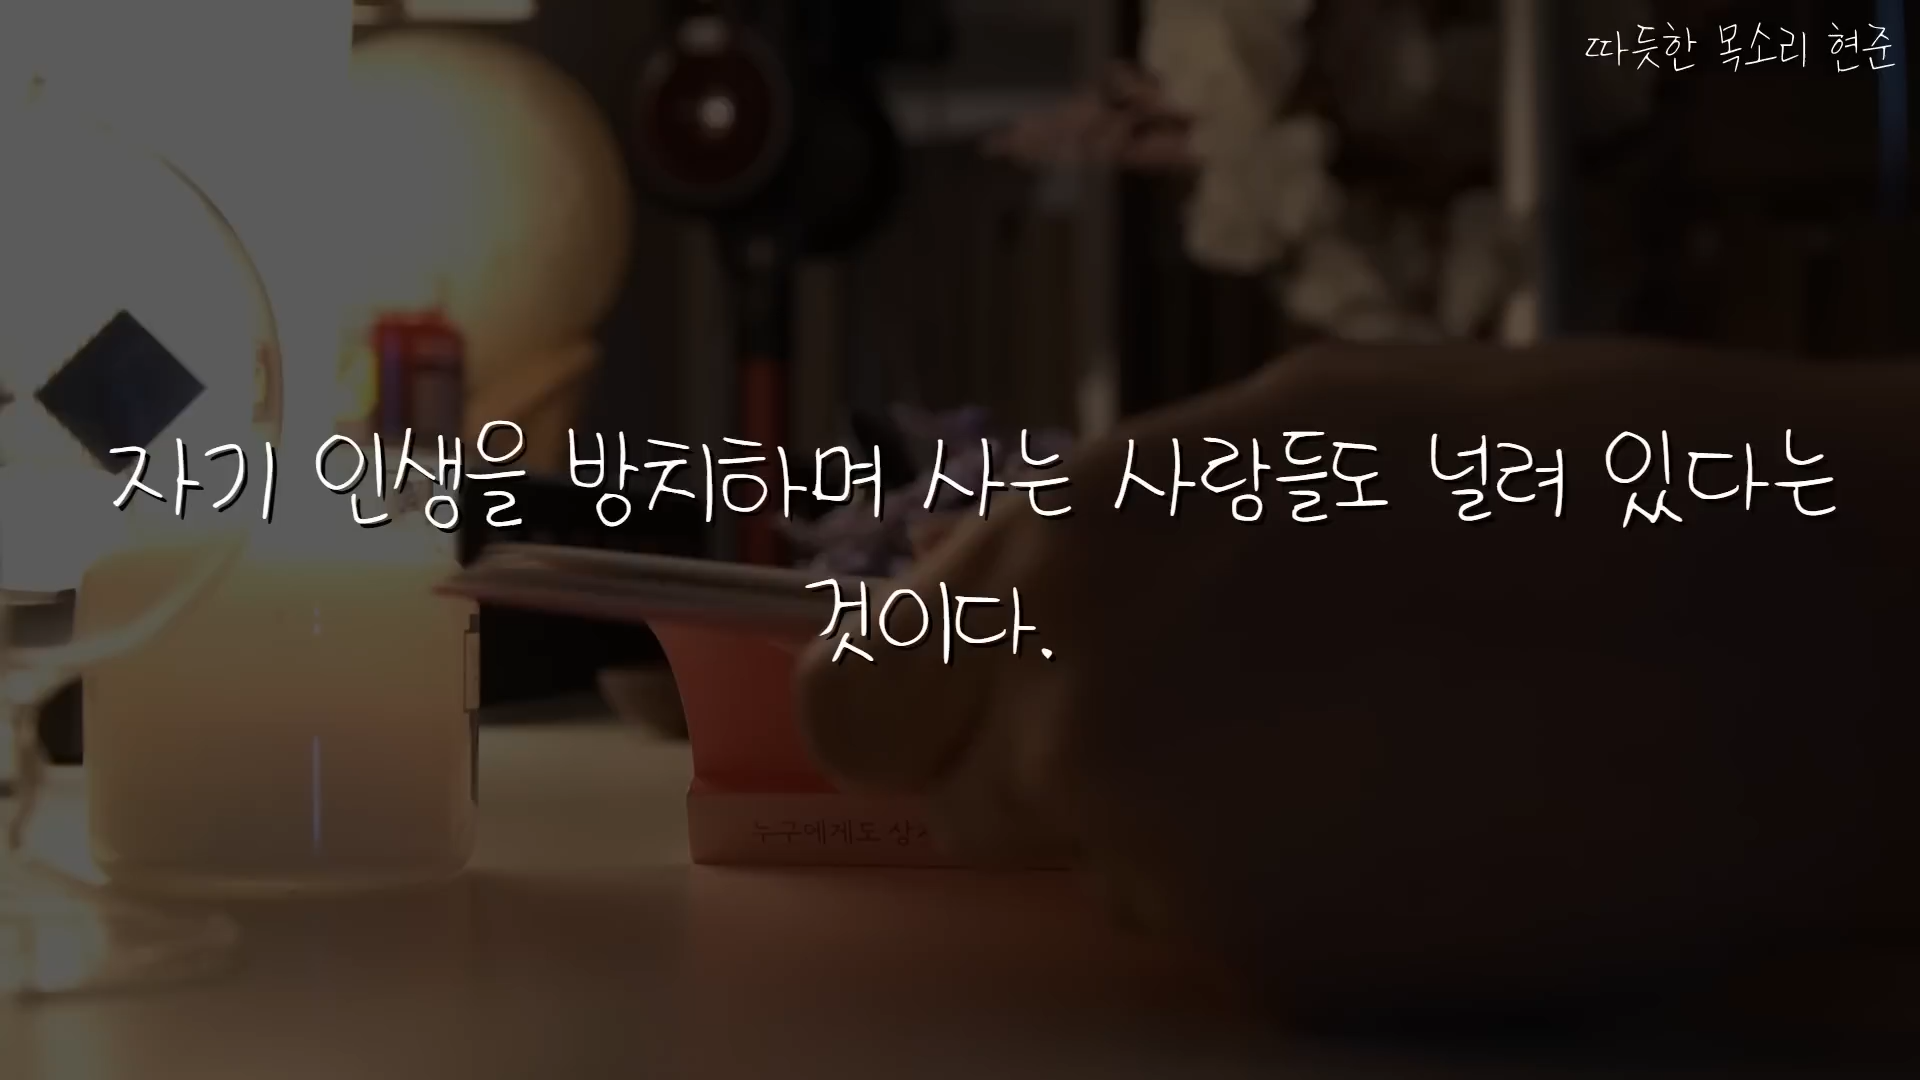 따듯한 목소리 현준
자기 인생을 방치하며 사는 사람들도 널려 있다는
것이다.
누구에게도 상